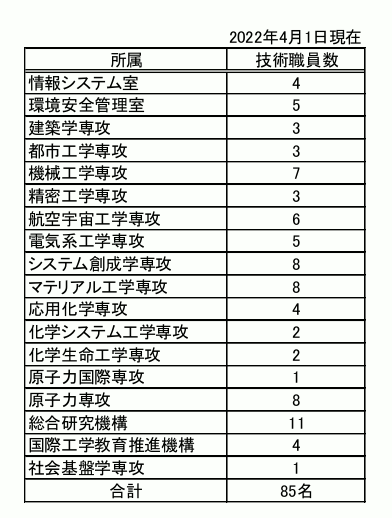 2022年4月1日現在
所属 技術職員数
情報システム室 4
環境安全管理室 5
建築学専攻 3
都市工学専攻 3
機械工学専攻 7
精密工学専攻 3
航空宇宙工学専攻 6
電気系工学専攻 5
システム創成学専攻 8
マテリアル工学専攻 8
応用化学専攻 4
化学システム工学専攻 2
化学生命工学専攻 2
原子力国際専攻 1
原子力専攻 8
総合研究機構 11
国際工学教育推進機構 4
社会基盤学専攻 1
合計 85名